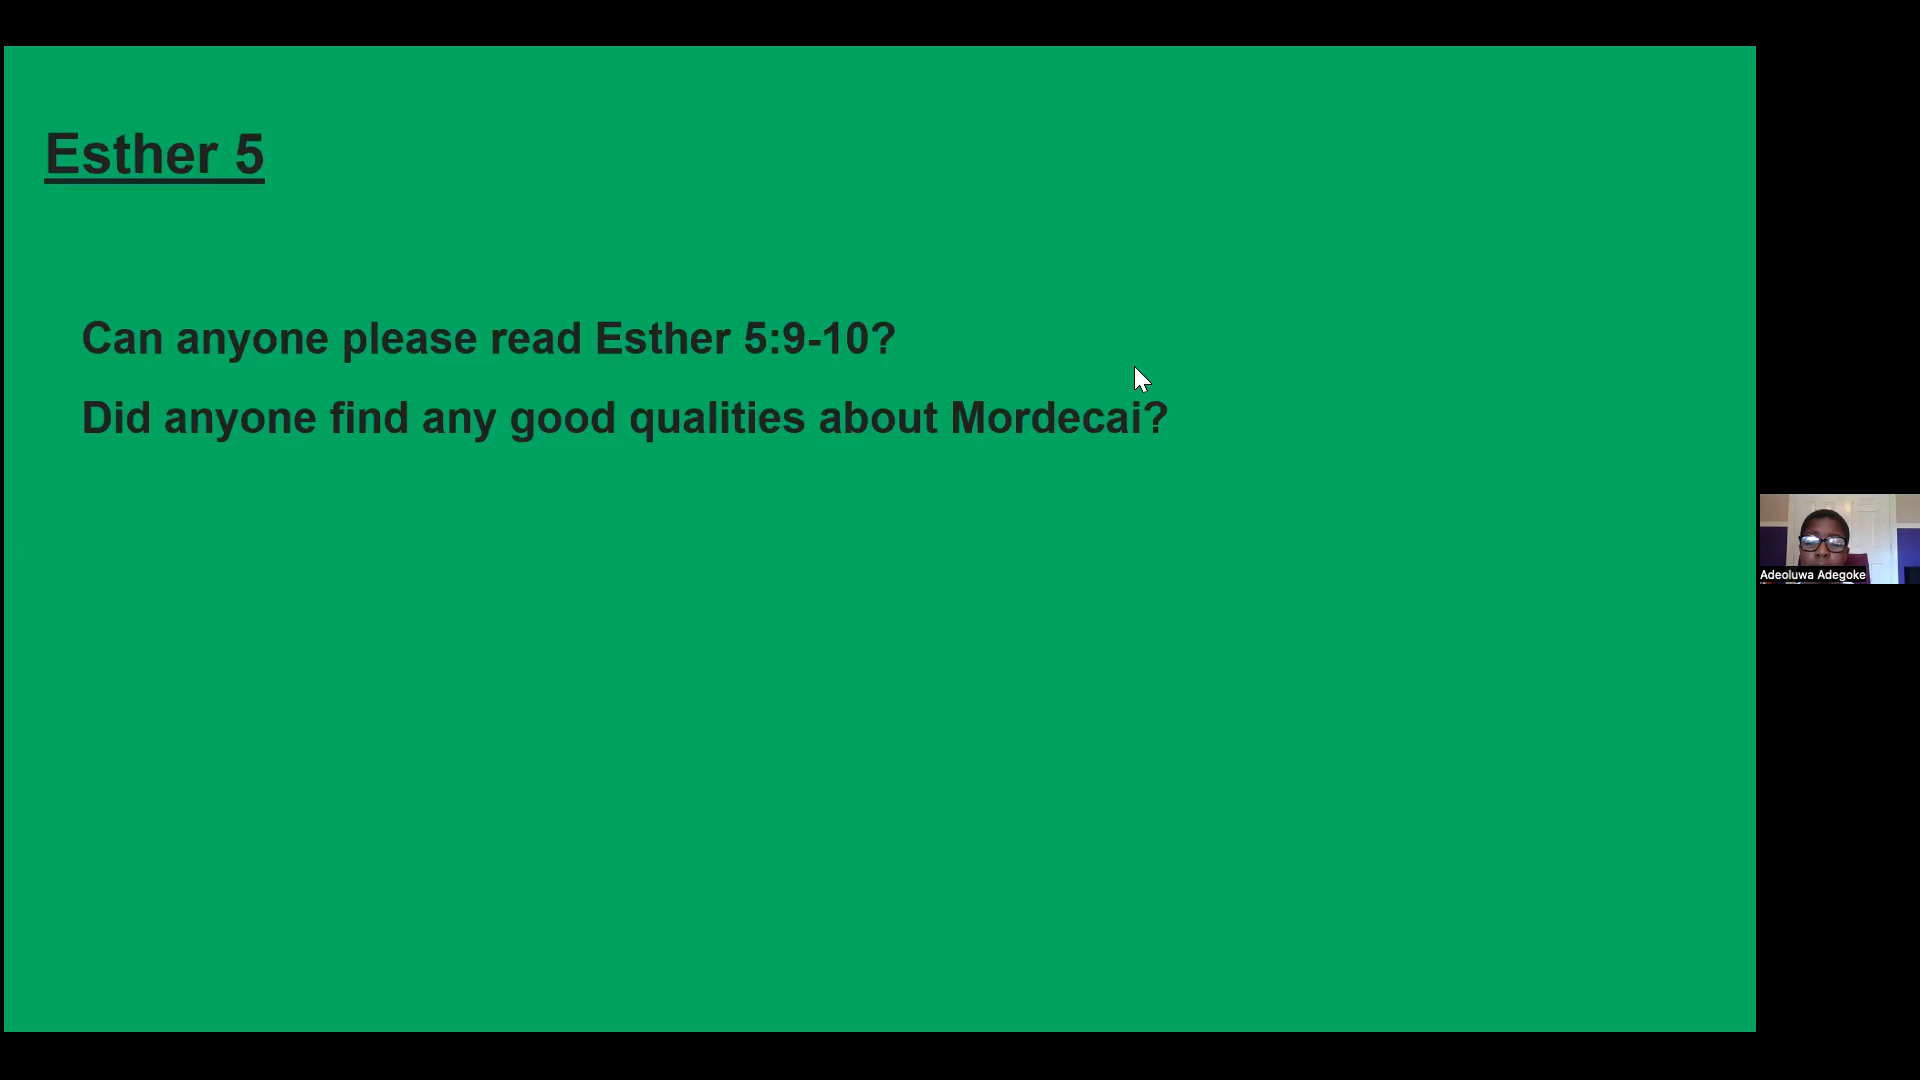 Esther 5
Can anyone please read Esther 5:9-10?
Did anyone find any good qualities about Mordecai?
Adeoluwa Adegoke